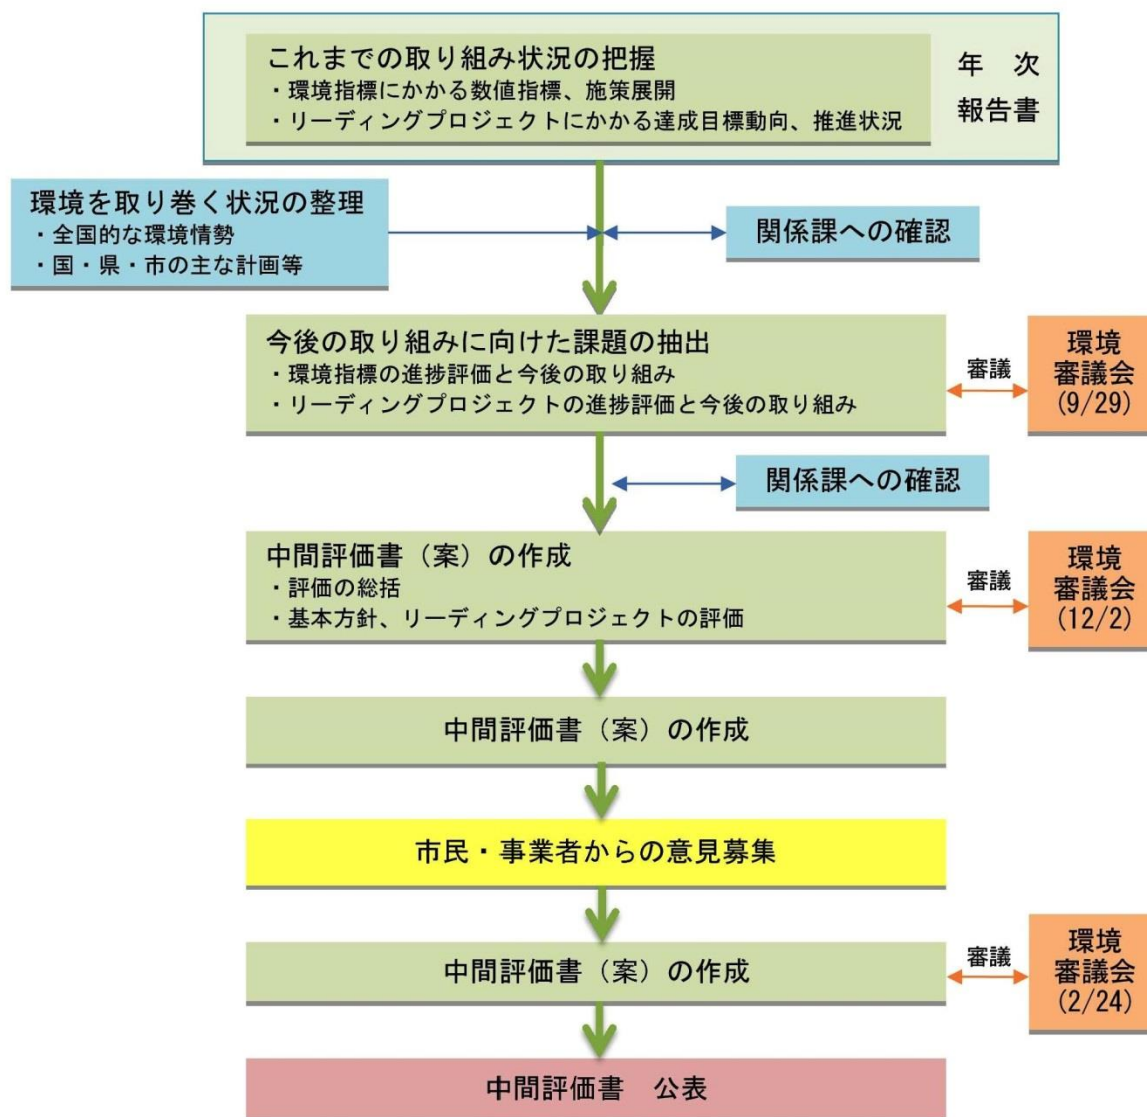 これまでの取り組み状況の把握
・環境指標にかかる数値指標、施策展開
・リーディングプロジェクトにかかる達成目標動向、推進状況
年 次
報告書
環境を取り巻く状況の整理
・全国的な環境情勢
・国・県・市の主な計画等
関係課への確認
今後の取り組みに向けた課題の抽出
・環境指標の進捗評価と今後の取り組み
・リーディングプロジェクトの進捗評価と今後の取り組み
審議
環境
審議会
(9/29)
関係課への確認
中間評価書（案）の作成
・評価の総括
・基本方針、リーディングプロジェクトの評価
審議
環境
審議会
(12/2)
中間評価書（案）の作成
市民・事業者からの意見募集
中間評価書（案）の作成
審議
環境
審議会
(2/24)
中間評価書 公表